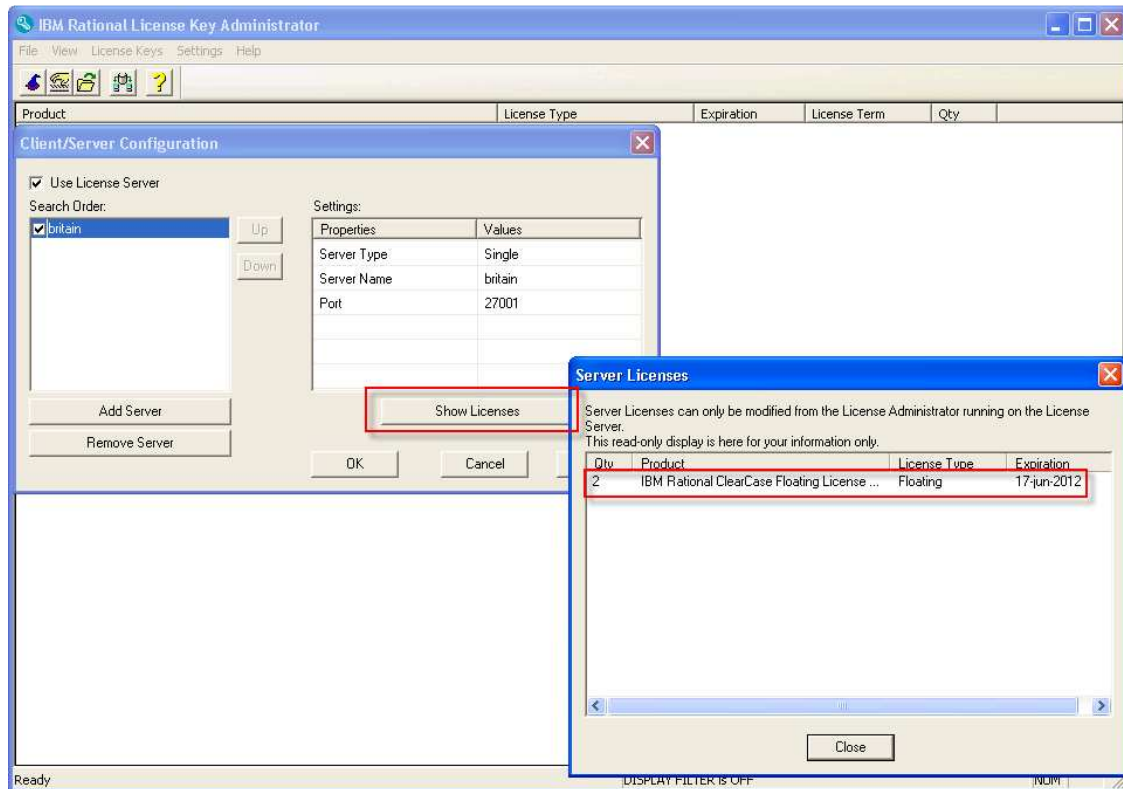 IBM Rational License Key Administrator
File View License Keys Settings Help
Product License Type Expiration License Term Qty
Client/Server Configuration
Use License Server
Search Order:
britain
Up
Down
Settings:
Properties Values
Server Type Single
Server Name britain
Port 27001
Add Server
Remove Server
Show Licenses
OK Cancel
Server Licenses
Server Licenses can only be modified from the License Administrator running on the License
Server.
This read-only display is here for your information only.
Qty Product License Type Expiration
2 IBM Rational ClearCase Floating License ... Floating 17-jun-2012
Close
Ready DISPLAY FILTER IS OFF NUM